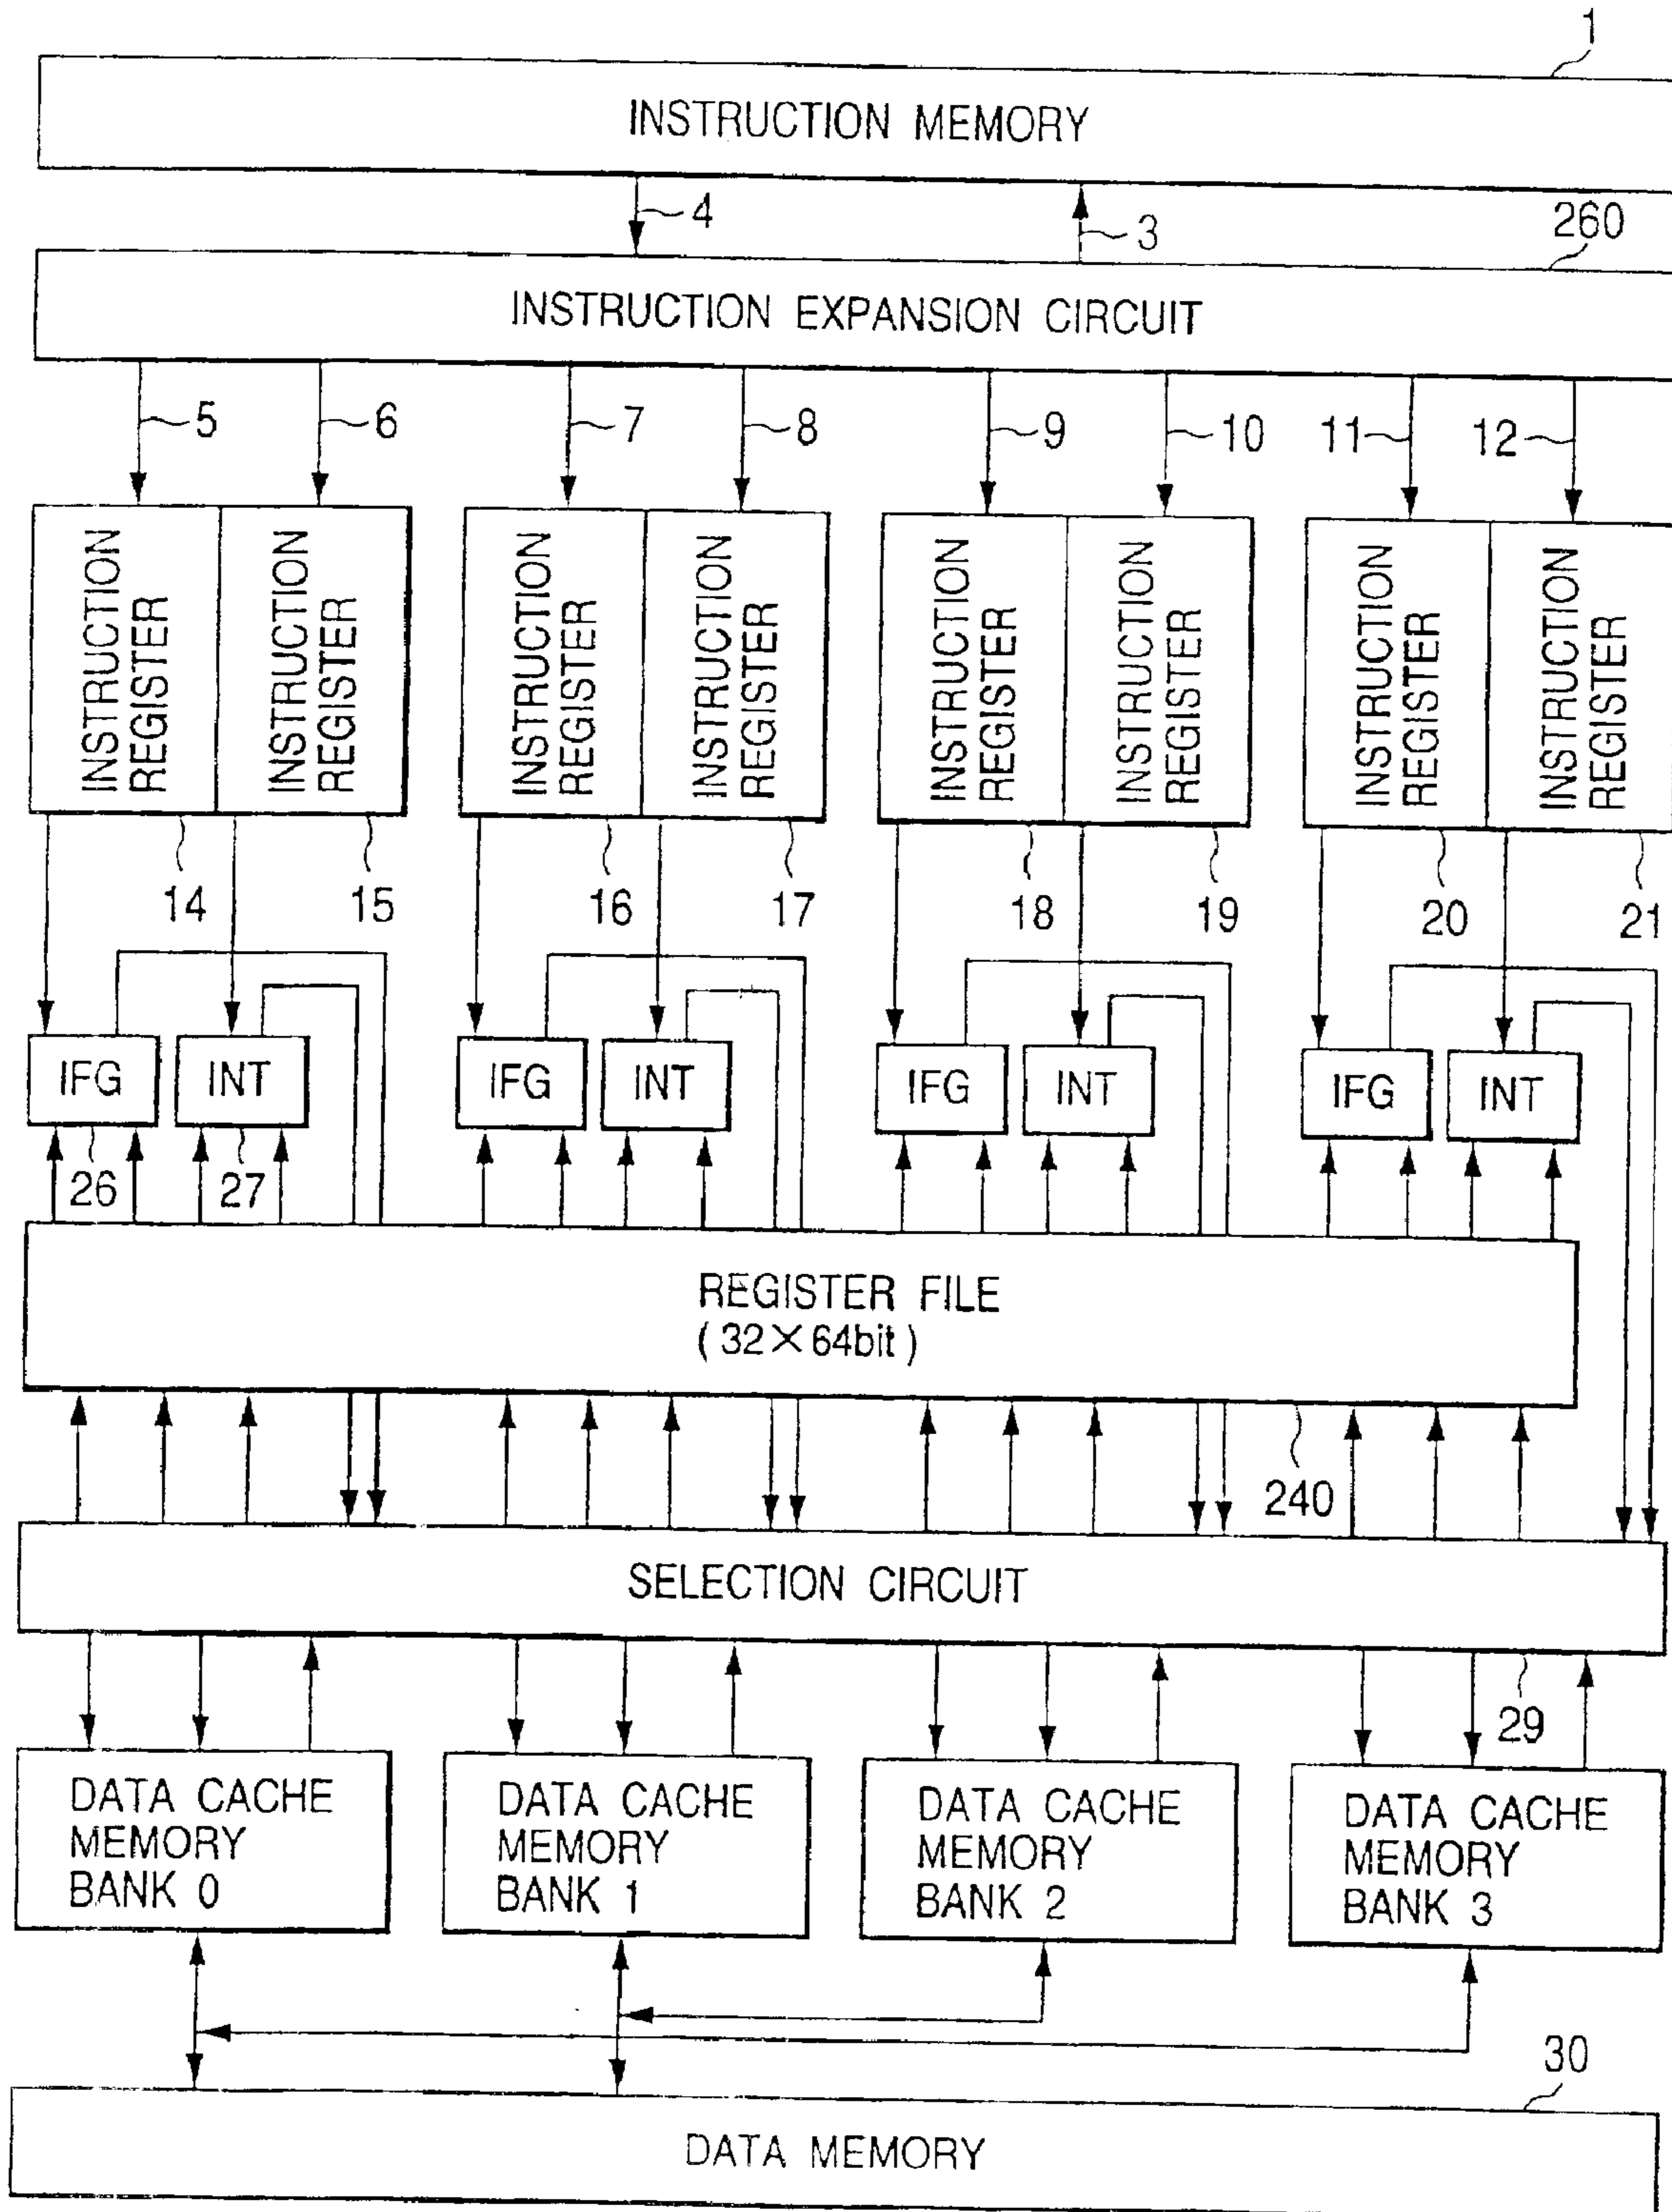 1
INSTRUCTION MEMORY
4
3
260
INSTRUCTION EXPANSION CIRCUIT
5
6
7
8
9
10
11
12
INSTRUCTION
REGISTER
INSTRUCTION
REGISTER
INSTRUCTION
REGISTER
INSTRUCTION
REGISTER
INSTRUCTION
REGISTER
INSTRUCTION
REGISTER
INSTRUCTION
REGISTER
INSTRUCTION
REGISTER
14
15
16
17
18
19
20
21
IFG
INT
IFG
INT
IFG
INT
IFG
INT
26
27
REGISTER FILE
(32×64bit)
240
SELECTION CIRCUIT
29
DATA CACHE
MEMORY
BANK 0
DATA CACHE
MEMORY
BANK 1
DATA CACHE
MEMORY
BANK 2
DATA CACHE
MEMORY
BANK 3
30
DATA MEMORY